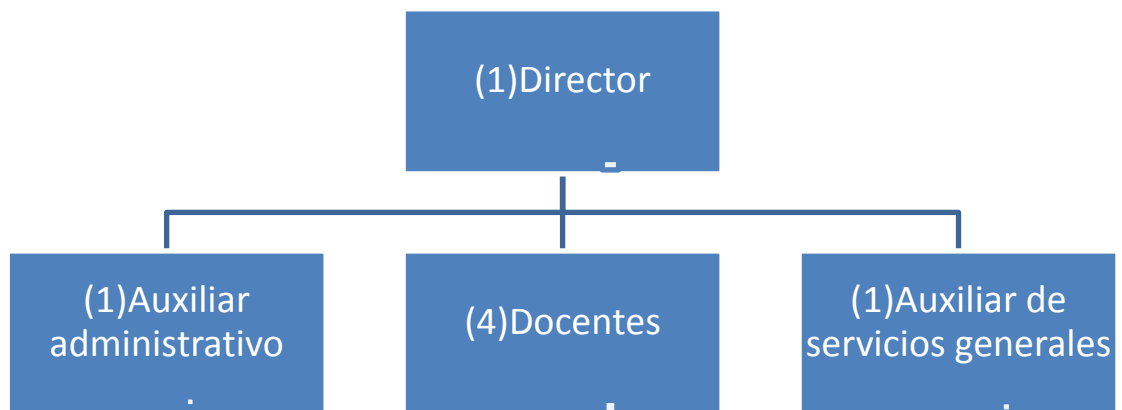 (1)Director
(1)Auxiliar
administrativo
(4)Docentes
(1)Auxiliar de
servicios generales